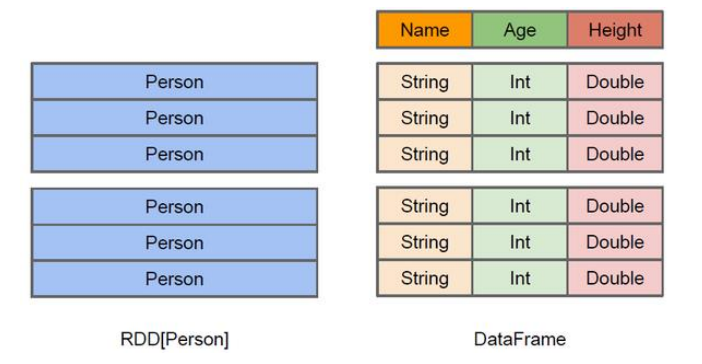 Name Age Height
Person String Int Double
Person String Int Double
Person String Int Double
Person String Int Double
Person String Int Double
Person String Int Double
RDD[Person] DataFrame